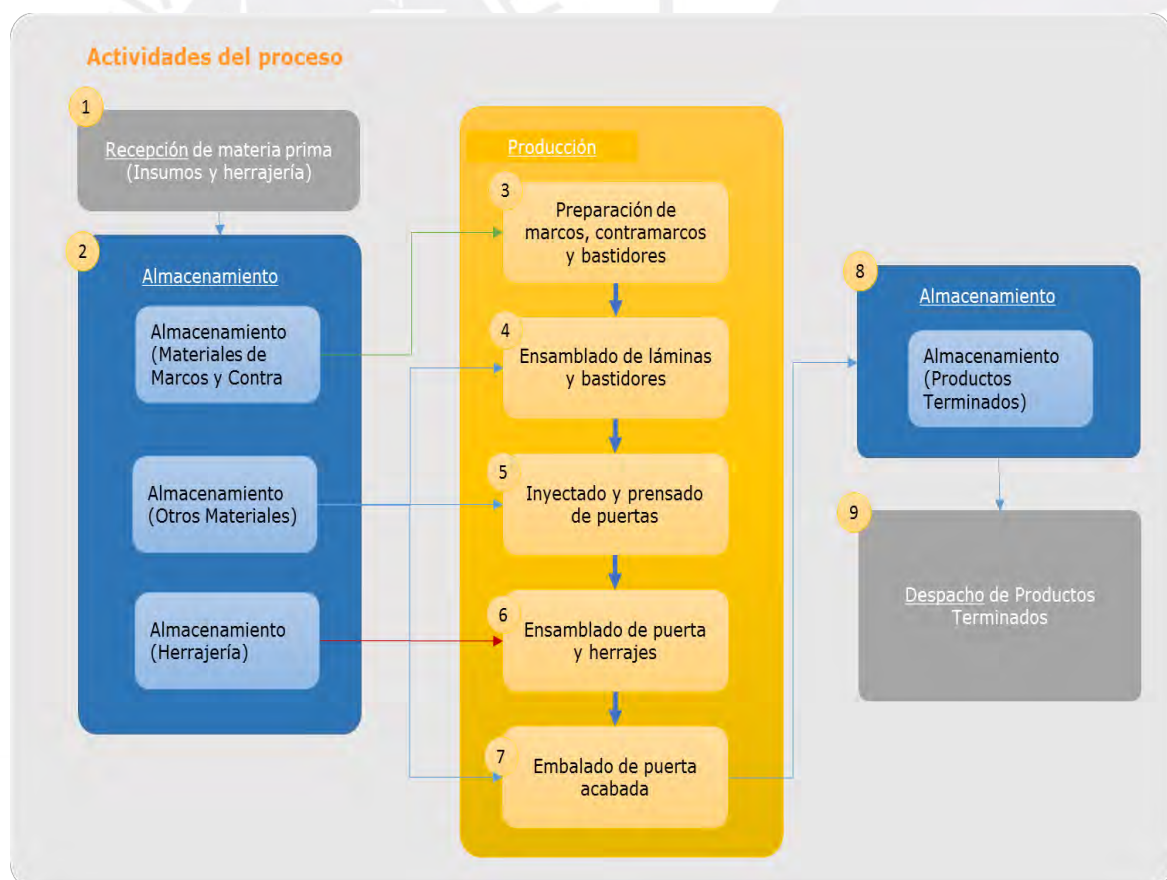 Actividades del proceso
1
Recepción de materia prima
(Insumos y herrajería)
2
Almacenamiento
Almacenamiento
(Materiales de
Marcos y Contra
Almacenamiento
(Otros Materiales)
Almacenamiento
(Herrajería)
Producción
3
Preparación de
marcos, contramarcos
y bastidores
4
Ensamblado de láminas
y bastidores
5
Inyectado y prensado
de puertas
6
Ensamblado de puerta
y herrajes
7
Embalado de puerta
acabada
8
Almacenamiento
Almacenamiento
(Productos
Terminados)
9
Despacho de Productos
Terminados